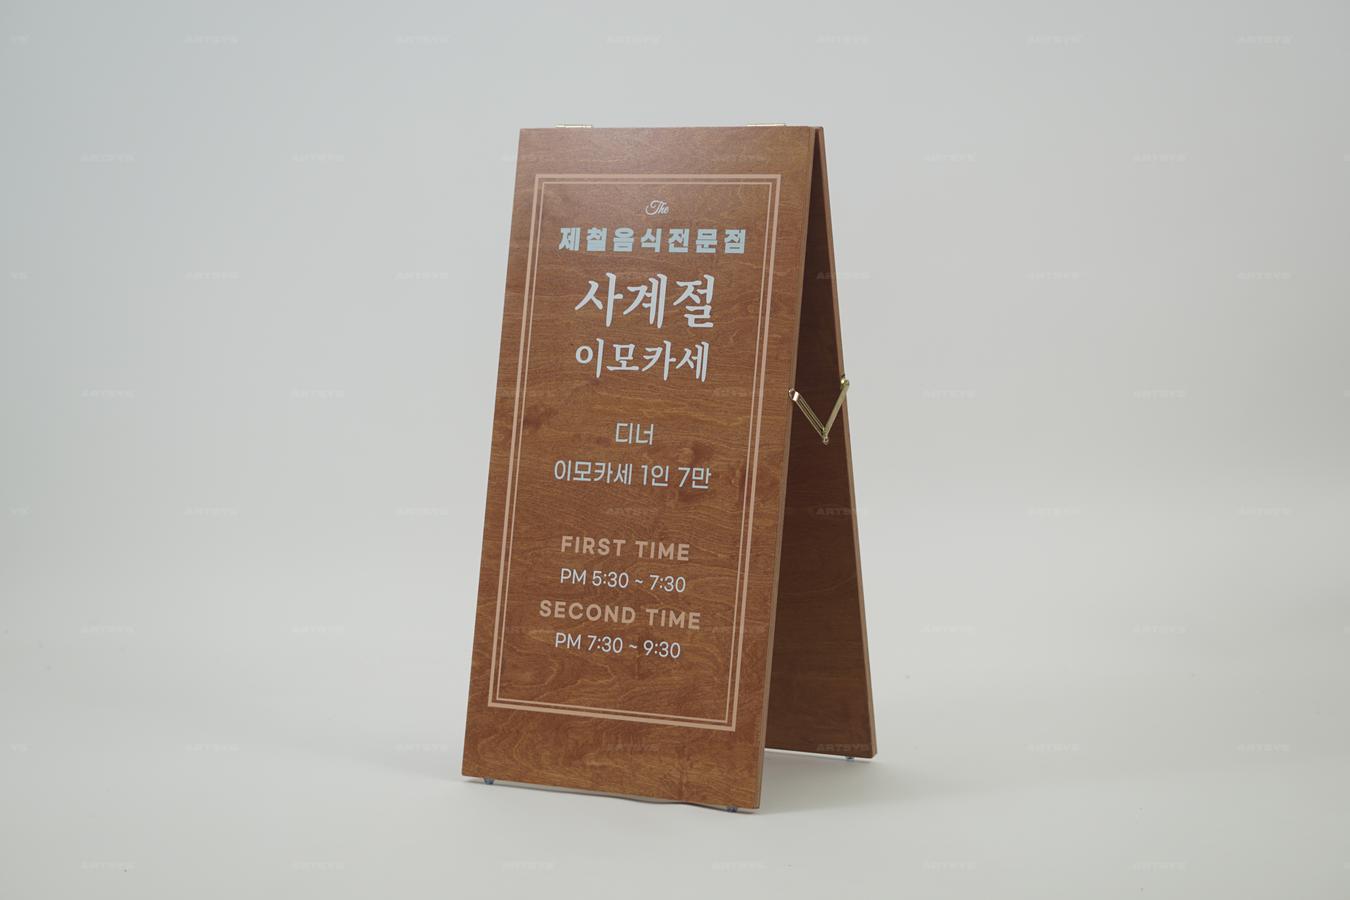 The
제철음식전문점
사계절
이모카세
디너
이모카세 1인 7만
FIRST TIME
PM 5:30 ~ 7:30
SECOND TIME
PM 7:30 ~ 9:30
ARTSYS